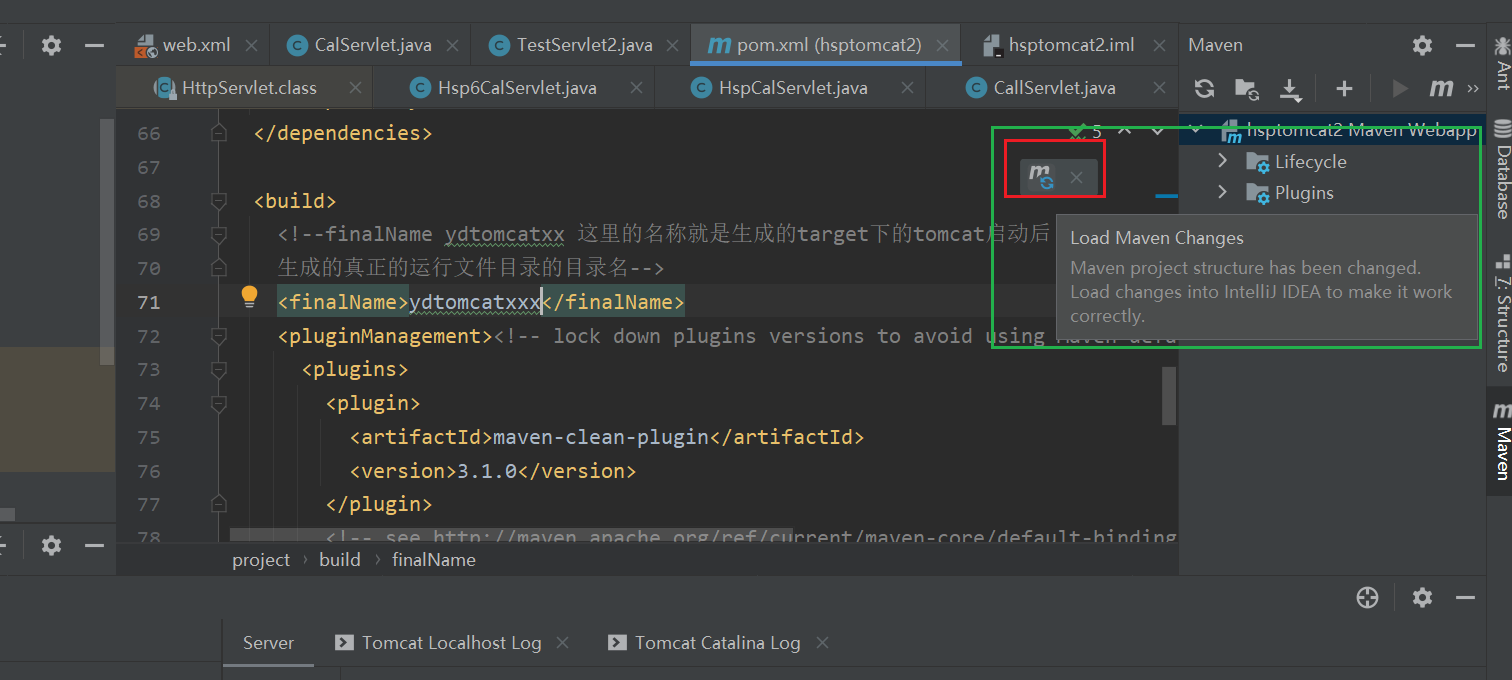 web.xml
CalServlet.java
TestServlet2.java
pom.xml (hsptomcat2)
hsptomcat2.iml
Maven
HttpServlet.class
Hsp6CalServlet.java
HspCalServlet.java
CallServlet.java
66 </dependencies>
5
hsptomcat2 Maven Webapp
Lifecycle
Plugins
67
68 <build>
69 <!--finalName ydtomcatxx 这里的名称就是生成的target下的tomcat启动后
70 生成的真正的运行文件目录的目录名-->
71 <finalName>ydtomcatxxx</finalName>
72 <pluginManagement><!-- lock down plugins versions to avoid using Maven defa
73 <plugins>
74 <plugin>
75 <artifactId>maven-clean-plugin</artifactId>
76 <version>3.1.0</version>
77 </plugin>
78 <!-- see http://maven.apache.org/ref/current/maven-core/default-binding
Load Maven Changes
Maven project structure has been changed.
Load changes into IntelliJ IDEA to make it work
correctly.
Ant
Database
7: Structure
Maven
project › build › finalName
Server
Tomcat Localhost Log
Tomcat Catalina Log